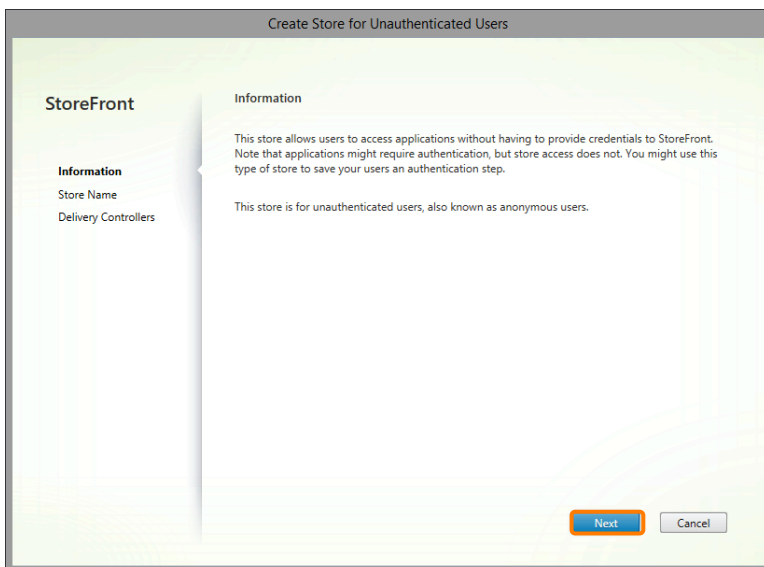 Create Store for Unauthenticated Users
StoreFront
Information
Store Name
Delivery Controllers
Information
This store allows users to access applications without having to provide credentials to StoreFront.
Note that applications might require authentication, but store access does not. You might use this
type of store to save your users an authentication step.
This store is for unauthenticated users, also known as anonymous users.
Next
Cancel